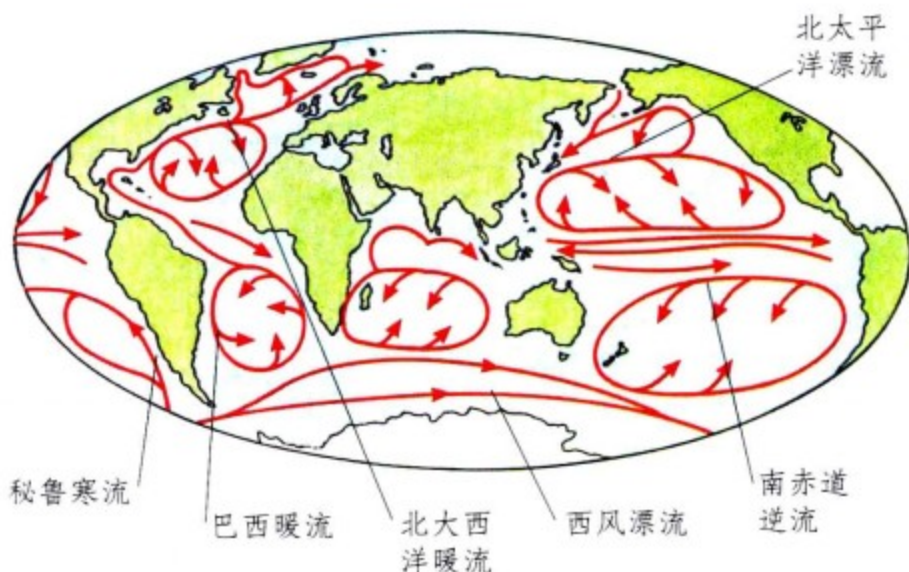 北太平
洋漂流
秘鲁寒流
巴西暖流
北大西
洋暖流
西风漂流
南赤道
逆流